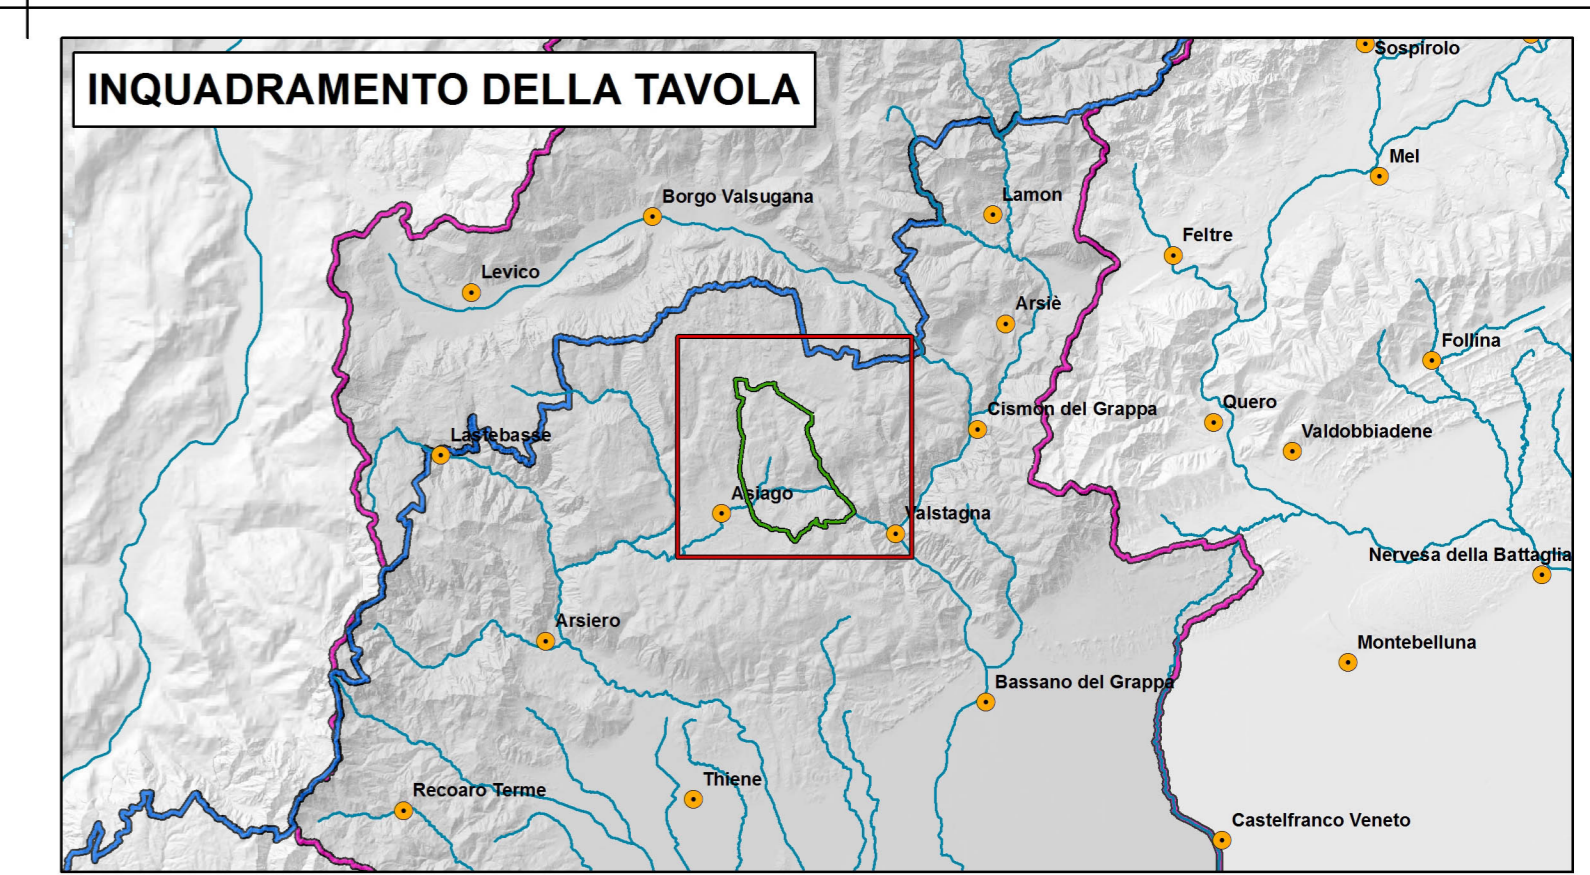 INQUADRAMENTO DELLA TAVOLA
Sospirolo
Mel
Borgo Valsugana
Lamon
Feltre
Levico
Arsiè
Follina
Quero
Cismon del Grappa
Valdobbiadene
Lastebasse
Asiago
Valstagna
Nervesa della Battaglia
Arsiero
Montebelluna
Bassano del Grappa
Thiene
Recoaro Terme
Castelfranco Veneto